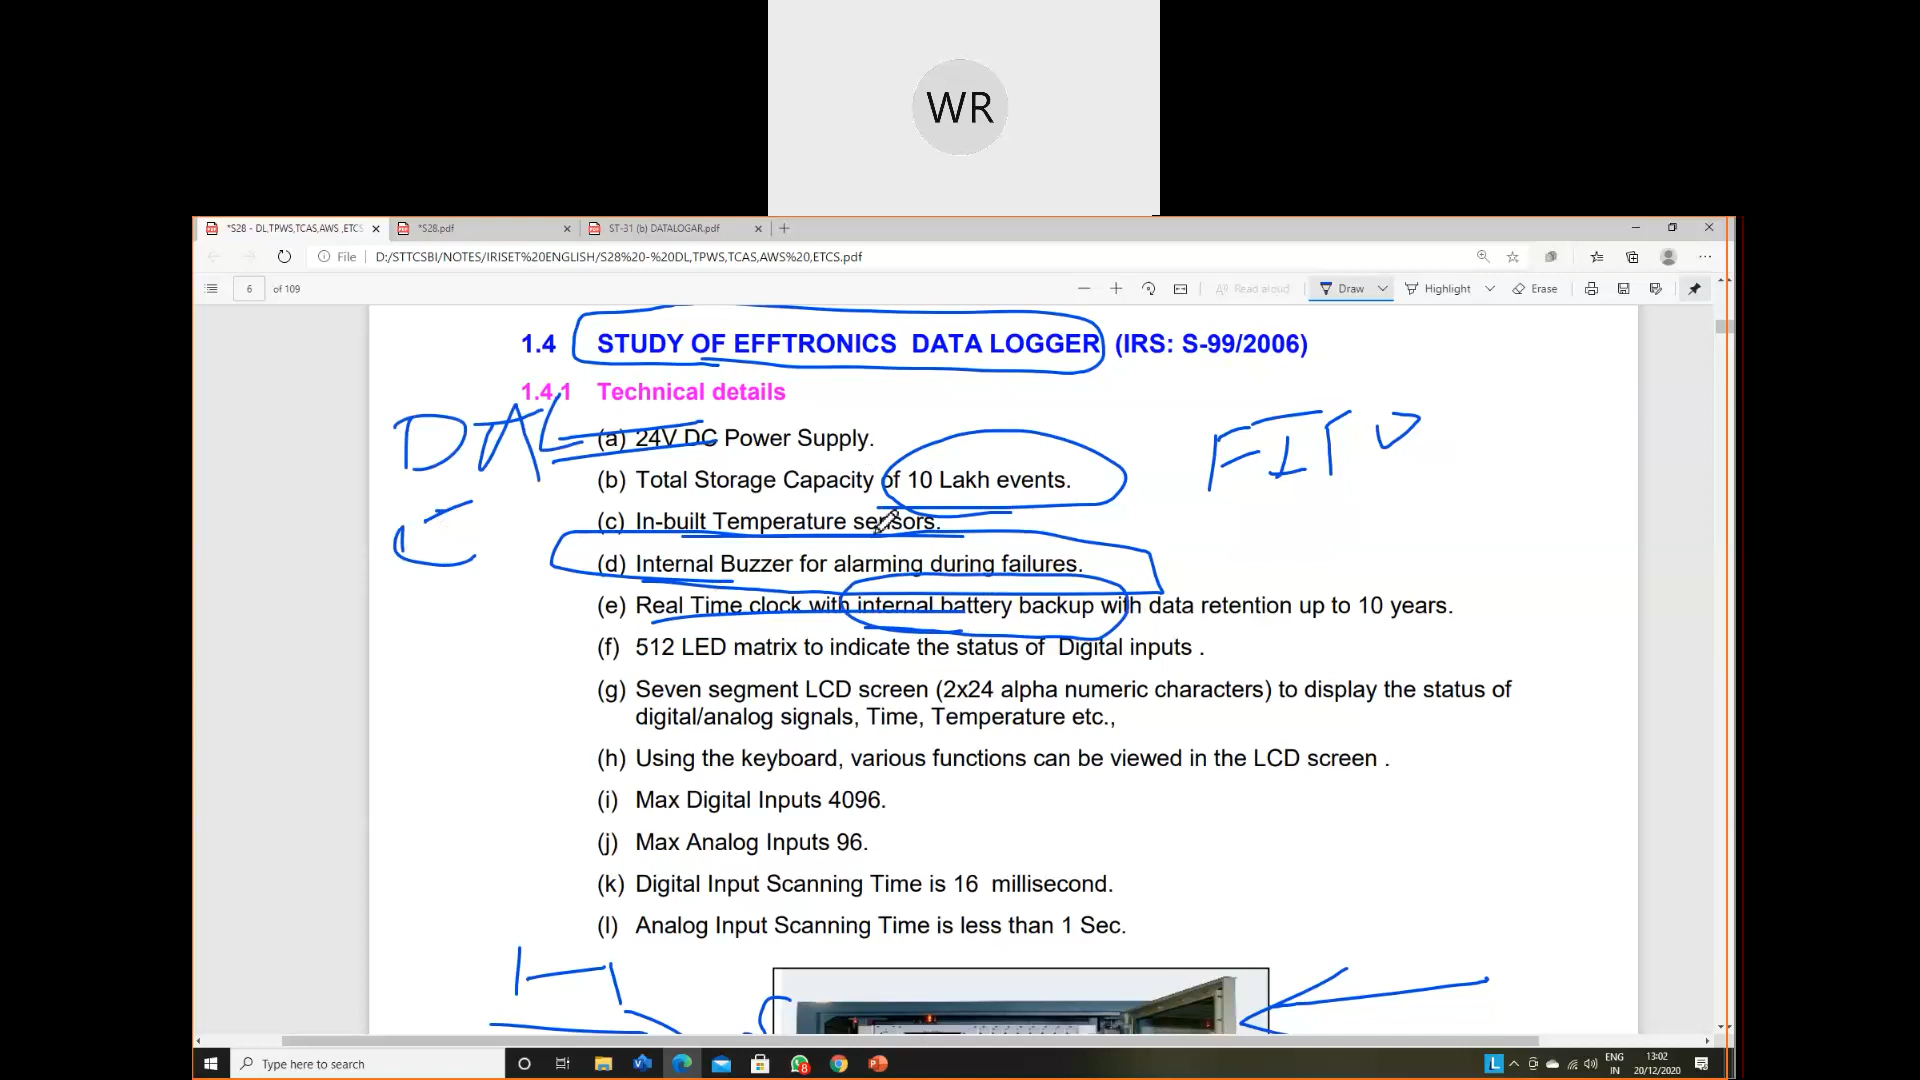 WR
*S28 - DL,TPWS,TCAS,AWS ,ETCS
*S28.pdf
ST-31 (b) DATALOGAR.pdf
File D:/STTCSBI/NOTES/IRISET%20ENGLISH/S28%20-%20DL,TPWS,TCAS,AWS%20,ETCS.pdf
6 of 109 Read aloud Draw Highlight Erase
1.4 STUDY OF EFFTRONICS DATA LOGGER (IRS: S-99/2006)
1.4.1 Technical details
DAL
(a) 24V DC Power Supply.
(b) Total Storage Capacity of 10 Lakh events.
(c) In-built Temperature sensors.
(d) Internal Buzzer for alarming during failures.
(e) Real Time clock with internal battery backup with data retention up to 10 years.
(f) 512 LED matrix to indicate the status of Digital inputs .
(g) Seven segment LCD screen (2x24 alpha numeric characters) to display the status of
digital/analog signals, Time, Temperature etc.,
(h) Using the keyboard, various functions can be viewed in the LCD screen .
(i) Max Digital Inputs 4096.
(j) Max Analog Inputs 96.
(k) Digital Input Scanning Time is 16 millisecond.
(l) Analog Input Scanning Time is less than 1 Sec.
Type here to search
8
L
ENG
IN
13:02
20/12/2020